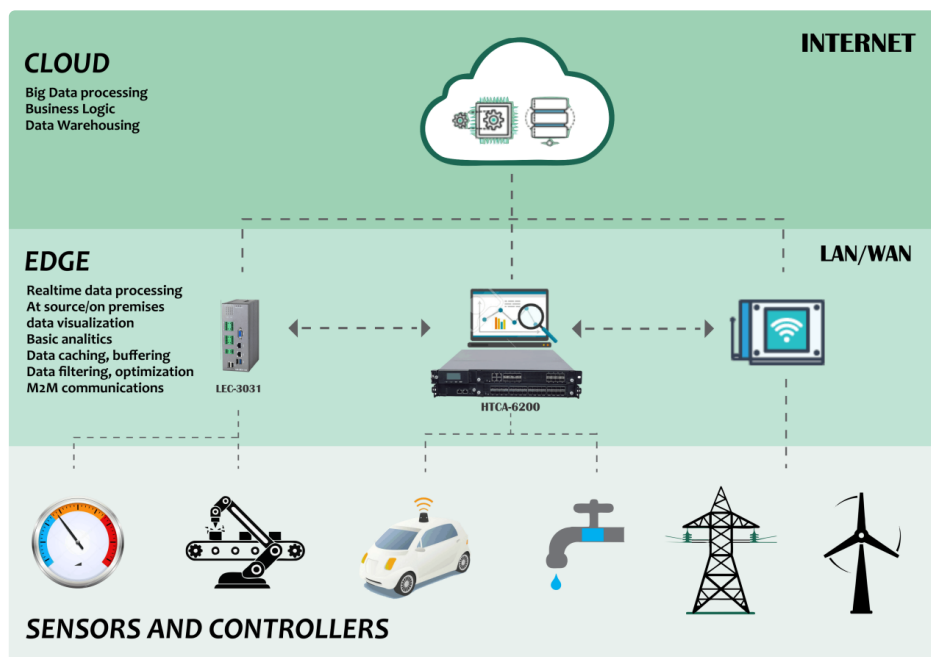 CLOUD
Big Data processing
Business Logic
Data Warehousing
INTERNET
EDGE
Realtime data processing
At source/on premises
data visualization
Basic analitics
Data caching, buffering
Data filtering, optimization
M2M communications
LAN/WAN
LEC-3031
HTCA-6200
SENSORS AND CONTROLLERS